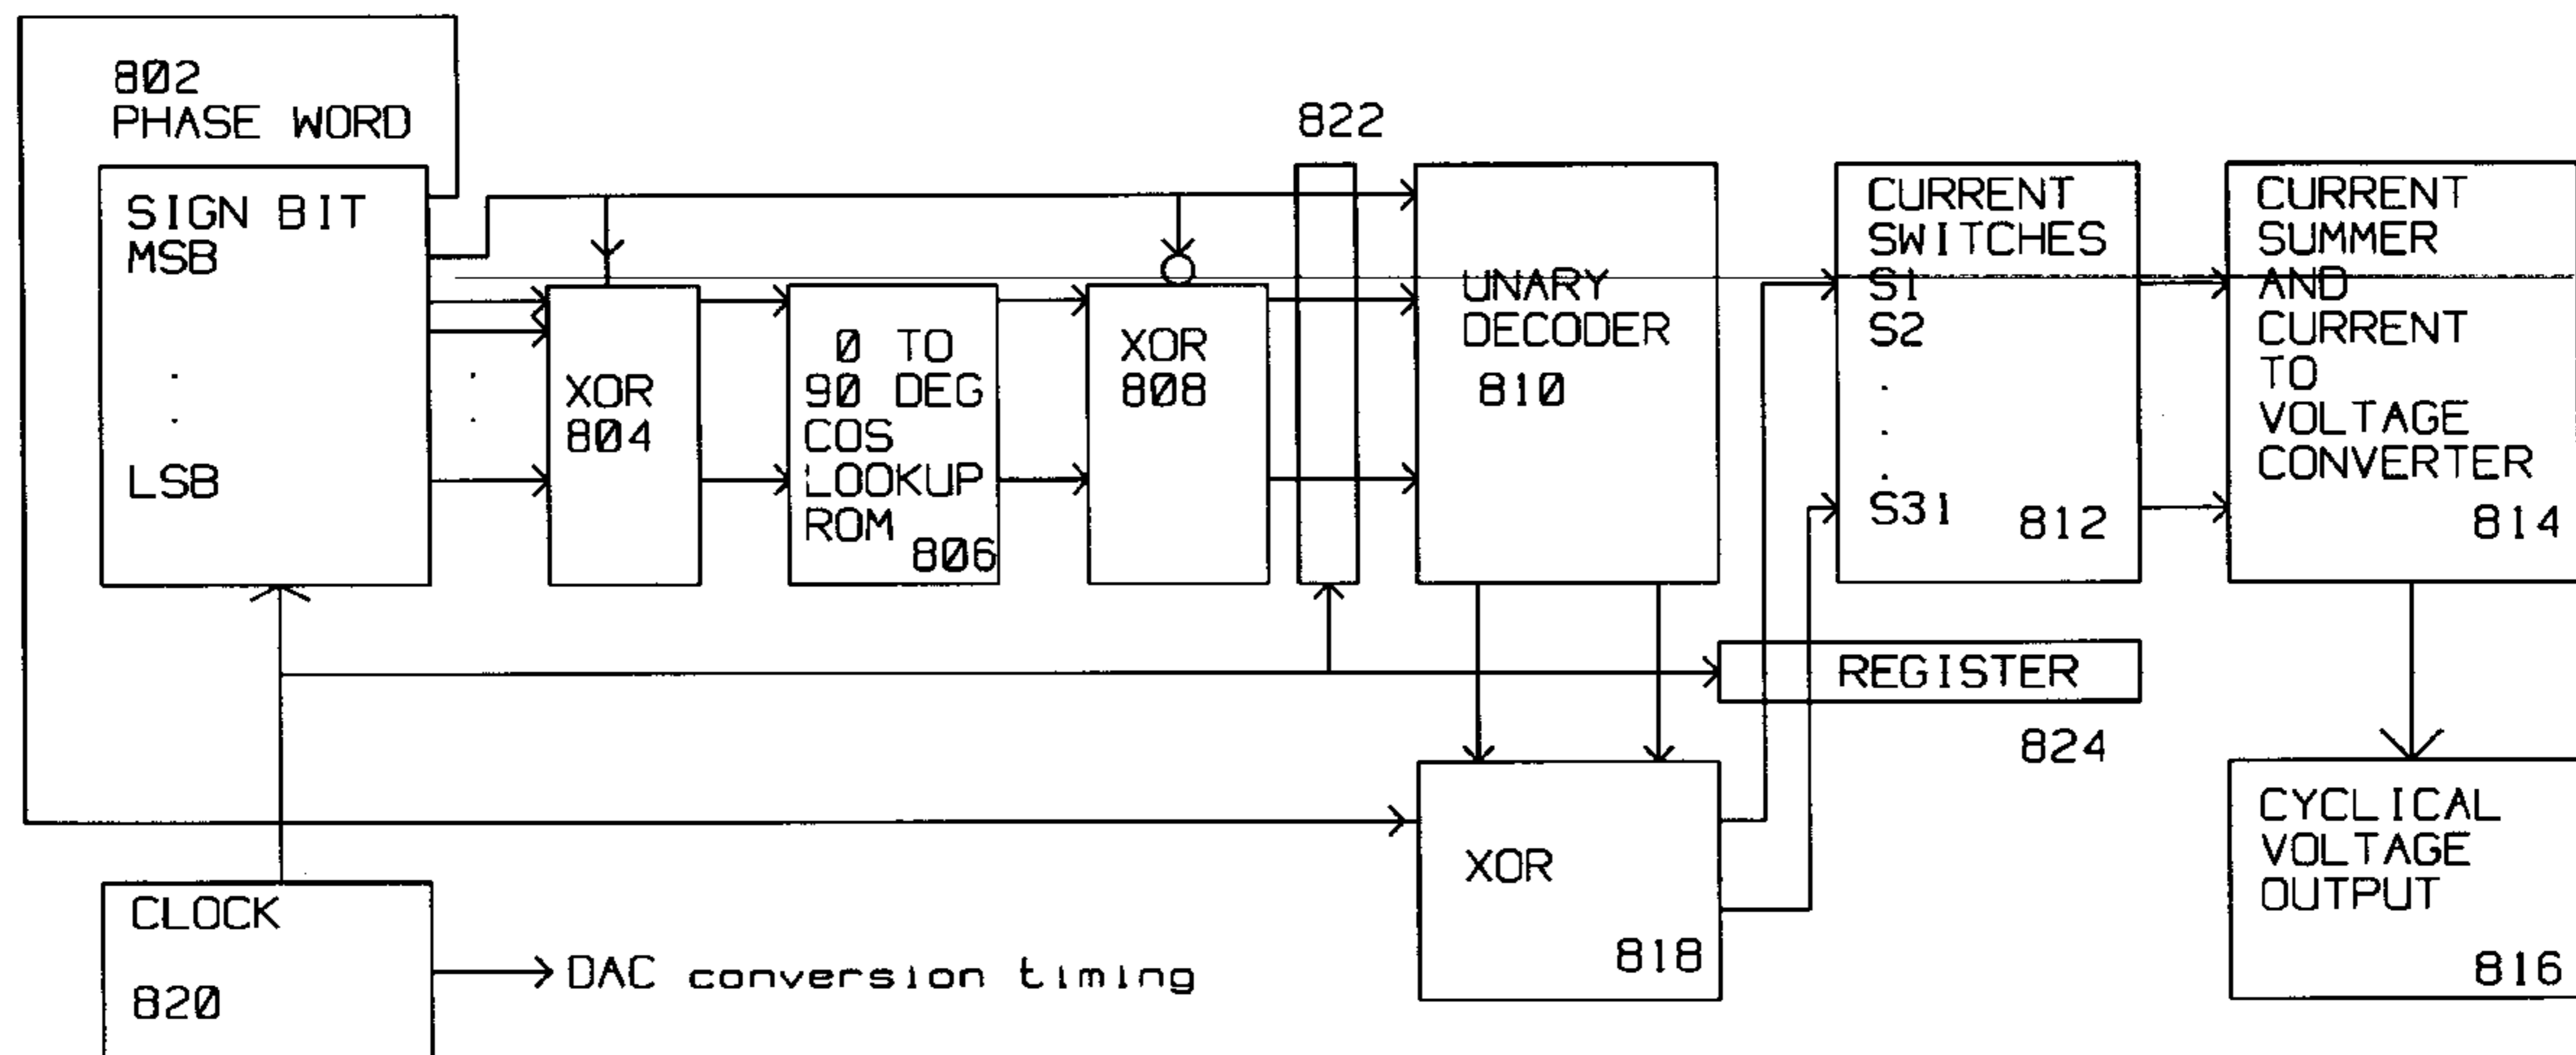 802
PHASE WORD
SIGN BIT
MSB
LSB
XOR
804
0 TO
90 DEG
COS
LOOKUP
ROM
806
XOR
808
822
UNARY
DECODER
810
CURRENT
SWITCHES
S1
S2
S31
812
CURRENT
SUMMER
AND
CURRENT
TO
VOLTAGE
CONVERTER
814
REGISTER
824
XOR
818
CYCLICAL
VOLTAGE
OUTPUT
816
CLOCK
820
DAC conversion timing